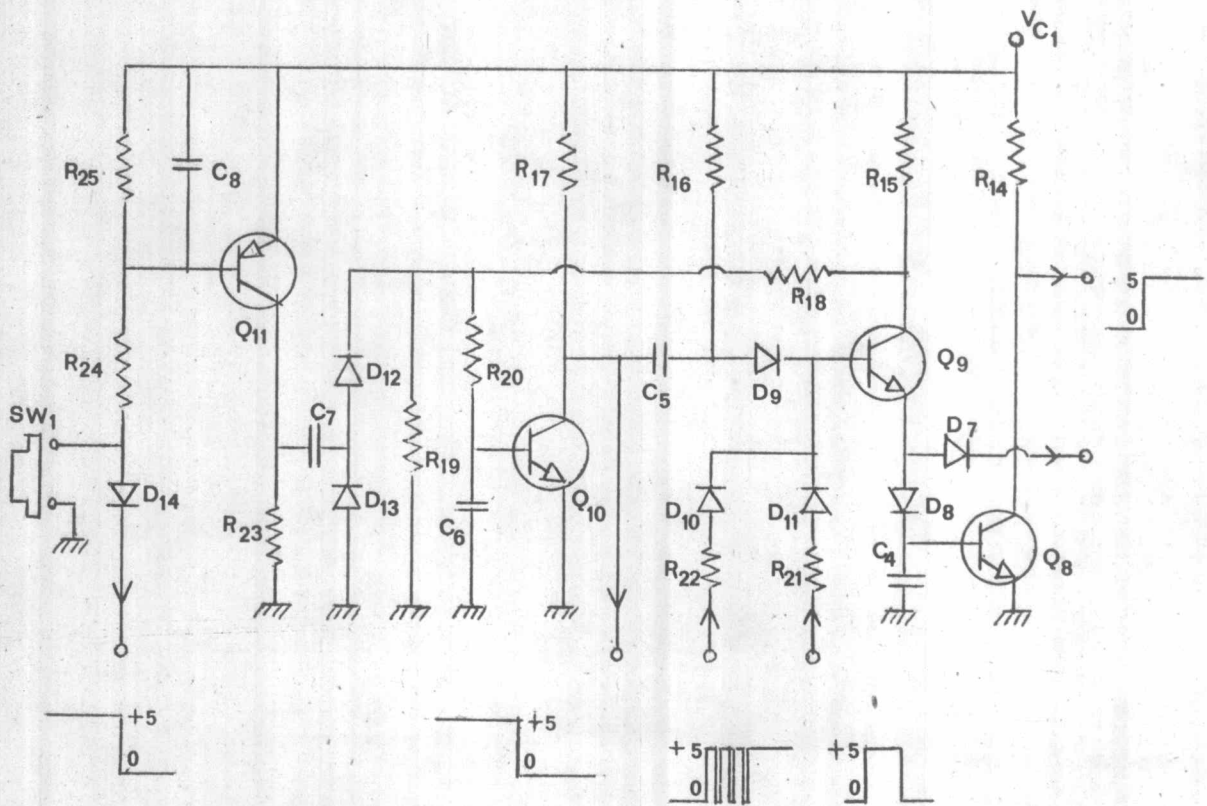 VC1
R25
C8
R17
R16
R15
R14
5
0
Q11
R18
R24
D12
R20
C5
D9
Q9
SW1
C7
R19
D7
D14
D13
Q10
D10
D11
D8
R23
C6
C4
Q8
R22
R21
+5
0
+5
0
+5
0
+5
0